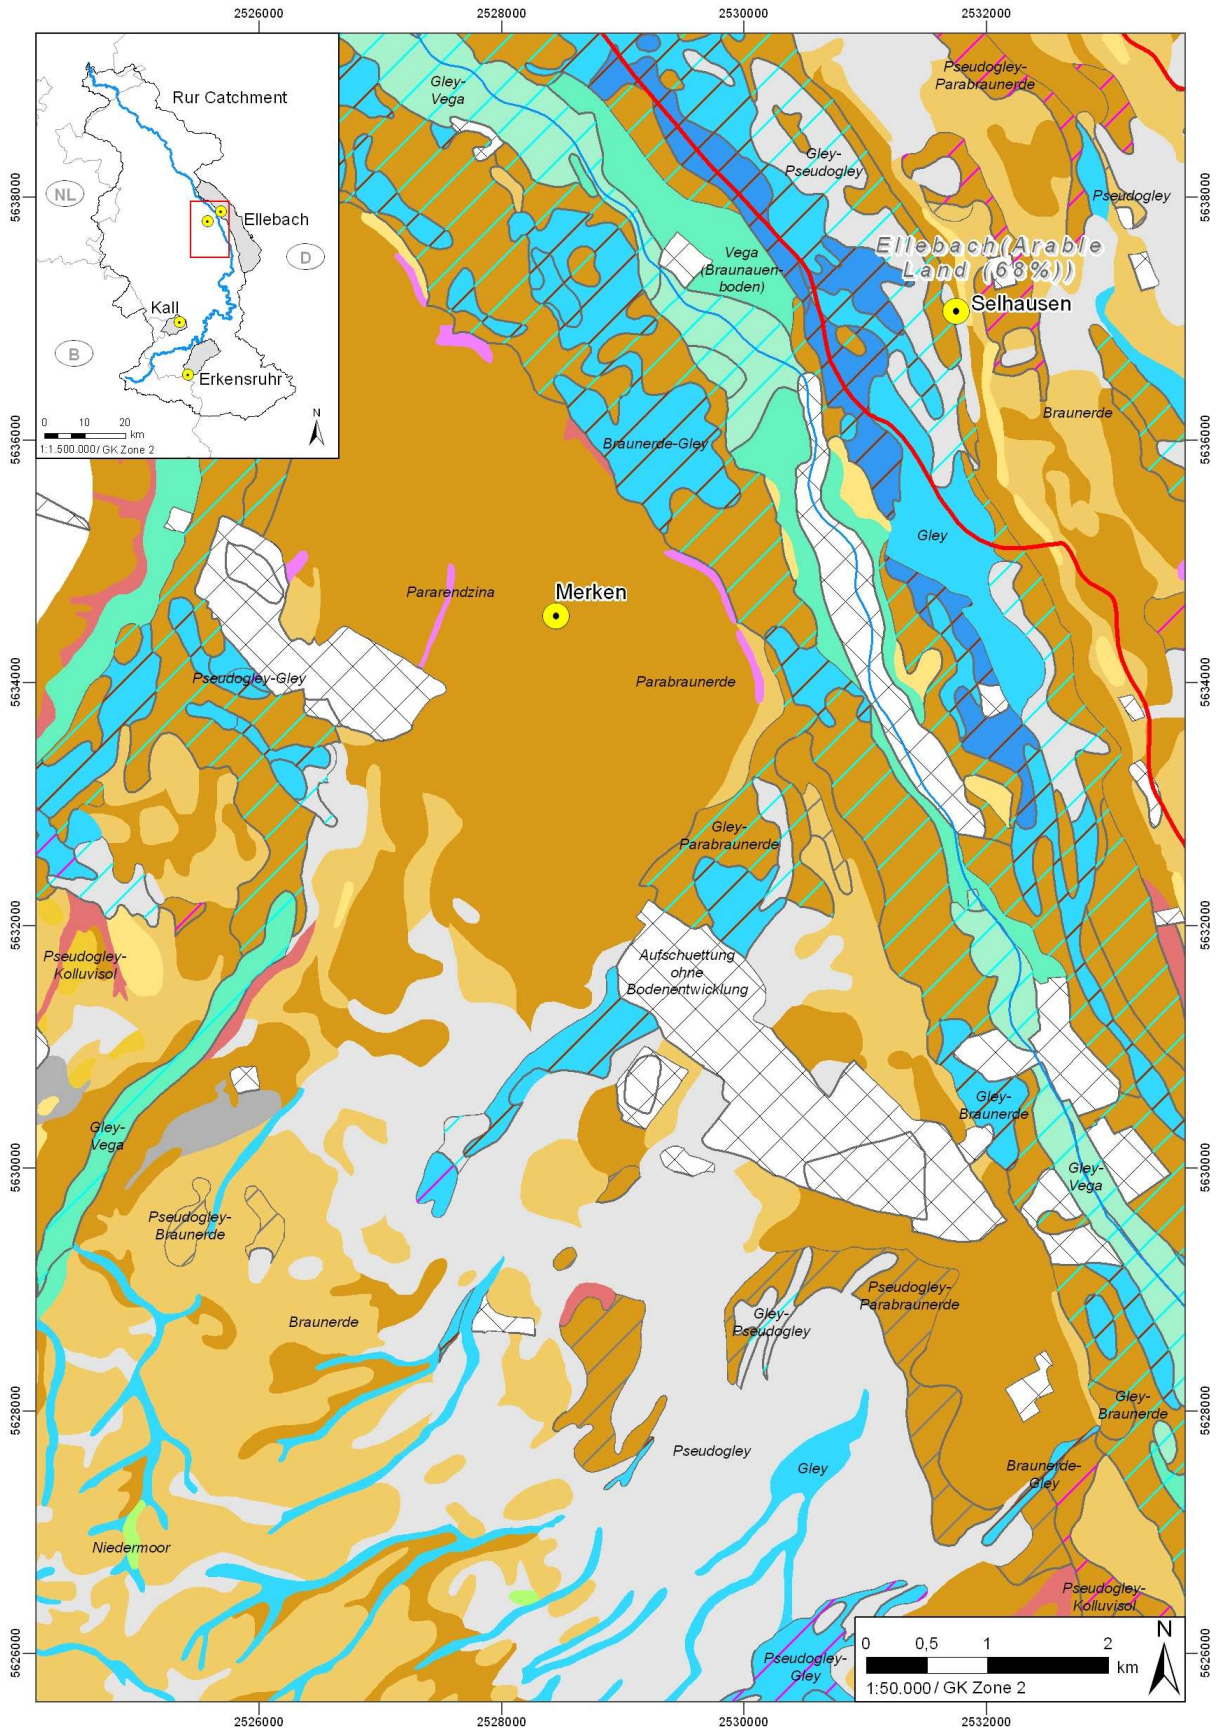 2526000
2528000
2530000
2532000
Rur Catchment
NL
Ellebach
D
Kall
B
Erkensruhr
0 10 20
km
N
1:1.500.000 / GK Zone 2
5638000
5636000
5634000
5632000
5630000
5628000
5626000
5638000
5636000
5634000
5632000
5630000
5628000
5626000
Gley-
Vega
Pseudogley-
Parabraunerde
Gley-
Pseudogley
Pseudogley
Vega
(Braunauen-
boden)
Ellebach(Arable
Land (68%))
Selhausen
Braunerde
Braunerde-Gley
Gley
Pararendzina
Merken
Pseudogley-Gley
Parabraunerde
Gley-
Parabraunerde
Pseudogley-
Kolluvisol
Aufschuettung
ohne
Bodenentwicklung
Gley-
Braunerde
Gley-
Vega
Gley-
Vega
Pseudogley-
Braunerde
Pseudogley-
Parabraunerde
Gley-
Pseudogley
Braunerde
Gley-
Braunerde
Pseudogley
Gley
Braunerde-
Gley
Niedermoor
Pseudogley-
Kolluvisol
Pseudogley-
Gley
0 0,5 1 2
km
N
1:50.000 / GK Zone 2
2526000
2528000
2530000
2532000